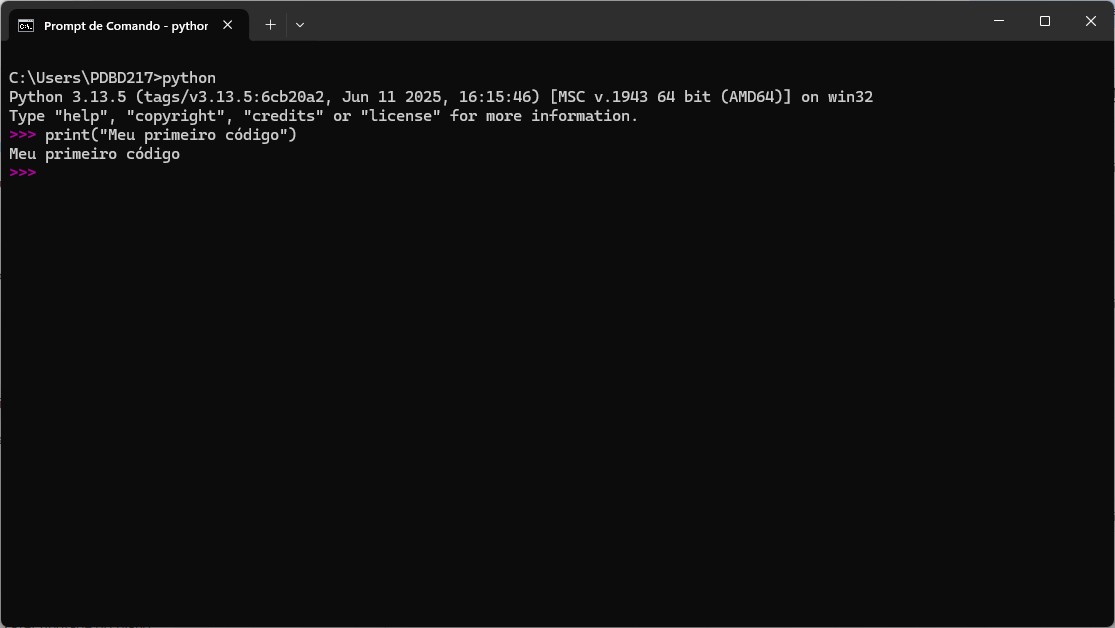 Prompt de Comando - python
C:\Users\PDBD217>python
Python 3.13.5 (tags/v3.13.5:6cb20a2, Jun 11 2025, 16:15:46) [MSC v.1943 64 bit (AMD64)] on win32
Type "help", "copyright", "credits" or "license" for more information.
>>> print("Meu primeiro código")
Meu primeiro código
>>>